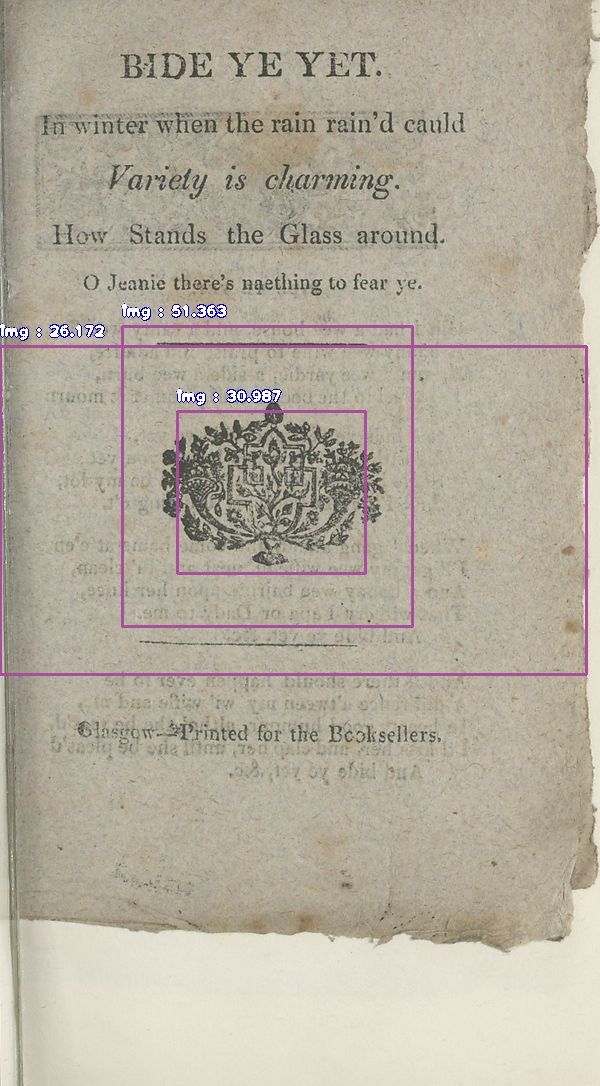 BIDE YE YET.
In winter when the rain rain'd cauld
Variety is charming.
How Stands the Glass around.
O Jeanie there's naething to fear ye.
img : 51.363
img : 26.172
img : 30.987
Glasgow—Printed for the Booksellers.